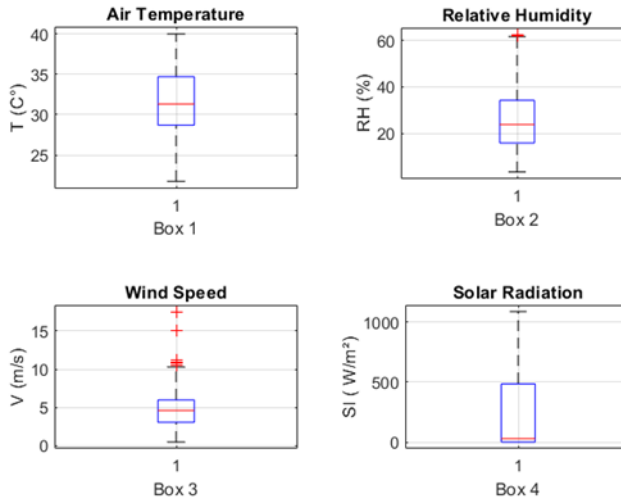 Air Temperature
40
35
30
25
T (C°)
1
Box 1
Relative Humidity
60
40
20
RH (%)
1
Box 2
Wind Speed
15
10
5
0
V (m/s)
1
Box 3
Solar Radiation
1000
500
0
SI ( W/m²)
1
Box 4